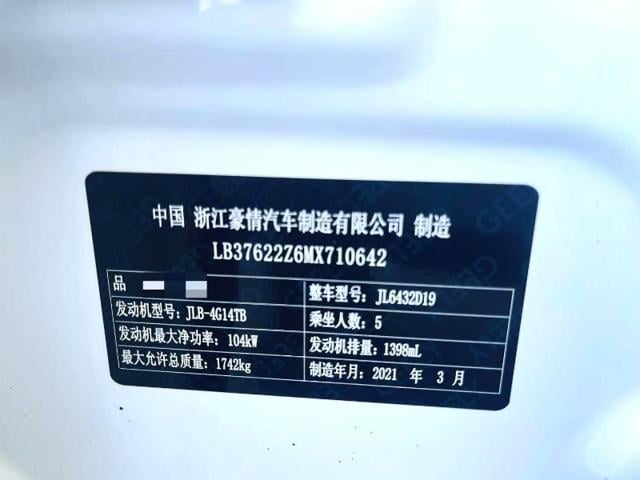 中国 浙江豪情汽车制造有限公司 制造
LB37622Z6MX710642
品
整车型号: JL6432D19
发动机型号: JLB-4G14TB
乘坐人数: 5
发动机最大净功率: 104kW
发动机排量: 1398mL
最大允许总质量: 1742kg
制造年月: 2021 年 3 月